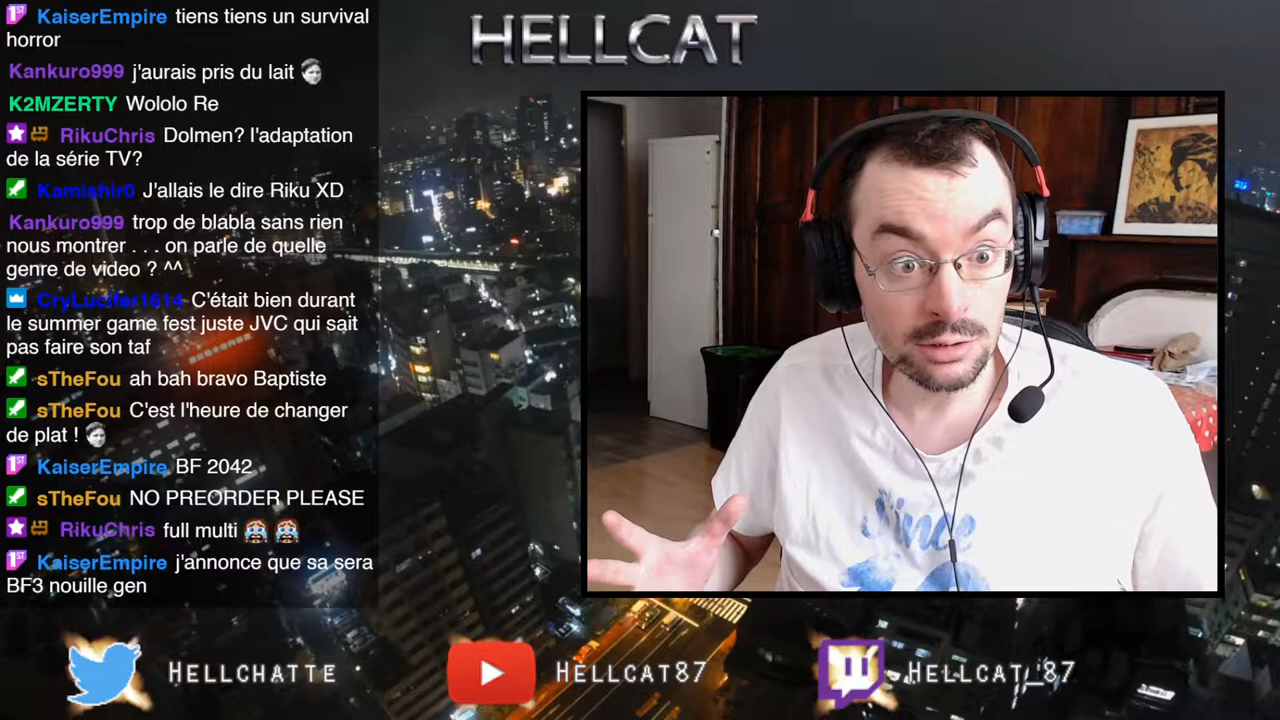 KaiserEmpire tiens tiens un survival
horror
Kankuro999 j'aurais pris du lait
K2MZERTY Wololo Re
RikuChris Dolmen? l'adaptation
de la série TV?
Kamishir0 J'allais le dire Riku XD
Kankuro999 trop de blabla sans rien
nous montrer . . . on parle de quelle
genre de video ? ^^
CryLucifer1614 C'était bien durant
le summer game fest juste JVC qui sait
pas faire son taf
sTheFou ah bah bravo Baptiste
sTheFou C'est l'heure de changer
de plat !
KaiserEmpire BF 2042
sTheFou NO PREORDER PLEASE
RikuChris full multi
KaiserEmpire j'annonce que sa sera
BF3 nouille gen
HELLCAT
Since
HELLCHATTE
HELLCAT87
HELLCAT_87